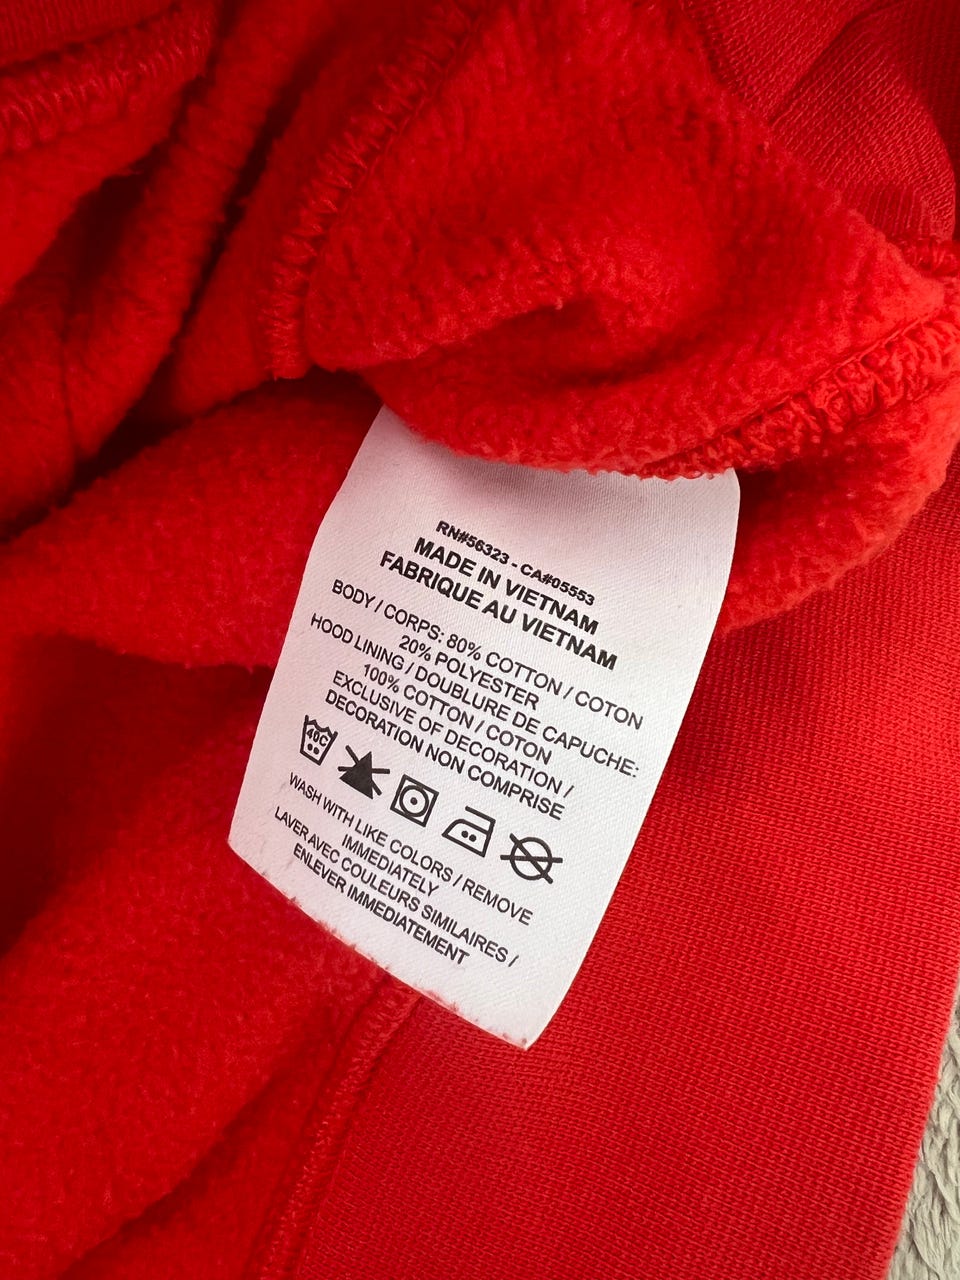 RN#56323 - CA#05553
MADE IN VIETNAM
FABRIQUE AU VIETNAM
BODY / CORPS: 80% COTTON / COTON
20% POLYESTER
HOOD LINING / DOUBLURE DE CAPUCHE:
100% COTTON / COTON
EXCLUSIVE OF DECORATION /
DECORATION NON COMPRISE
40C
WASH WITH LIKE COLORS / REMOVE
IMMEDIATELY
LAVER AVEC COULEURS SIMILAIRES /
ENLEVER IMMEDIATEMENT